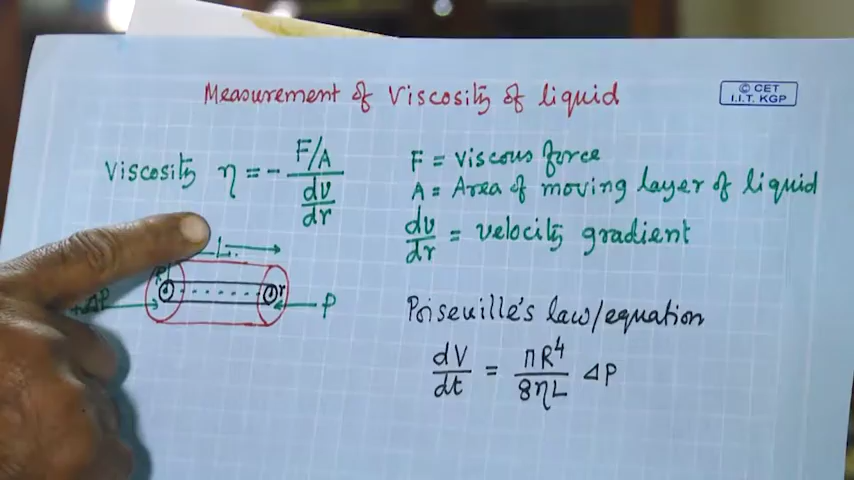 Measurement of Viscosity of liquid
© CET
I.I.T. KGP
Viscosity η = - F/A / dv/dr
F = Viscous force
A = Area of moving layer of liquid
dv/dr = velocity gradient
L
R
r
ΔP
P
Poiseuille's law/equation
dV/dt = πR⁴/8ηL ΔP